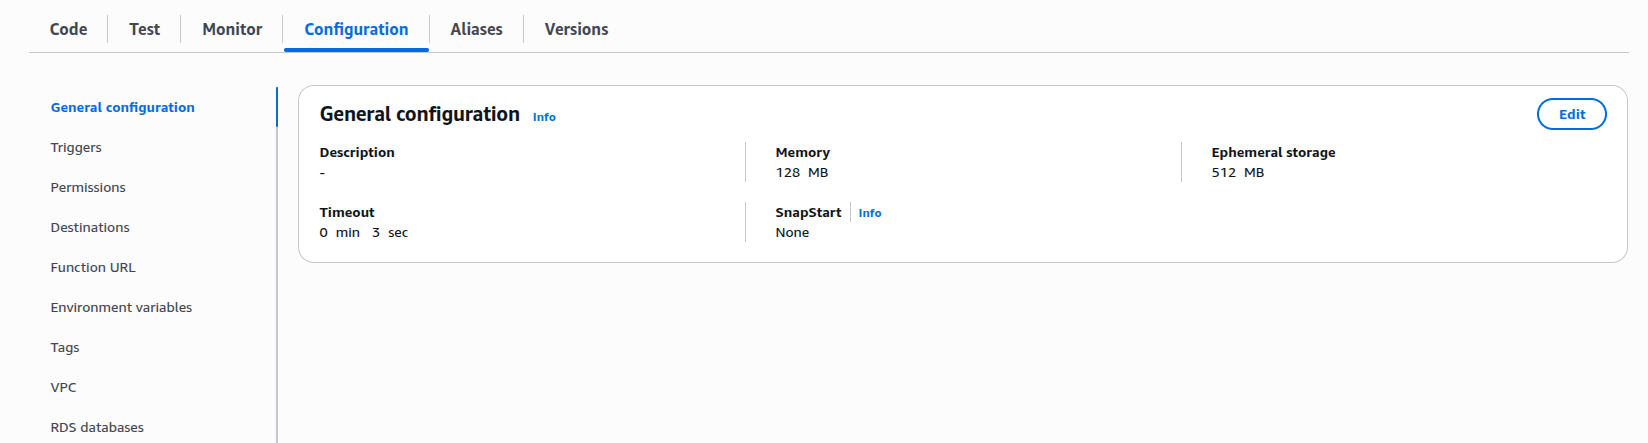 Code Test Monitor Configuration Aliases Versions
General configuration
Triggers
Permissions
Destinations
Function URL
Environment variables
Tags
VPC
RDS databases
General configuration Info
Edit
Description
-
Memory
128 MB
Ephemeral storage
512 MB
Timeout
0 min 3 sec
SnapStart Info
None